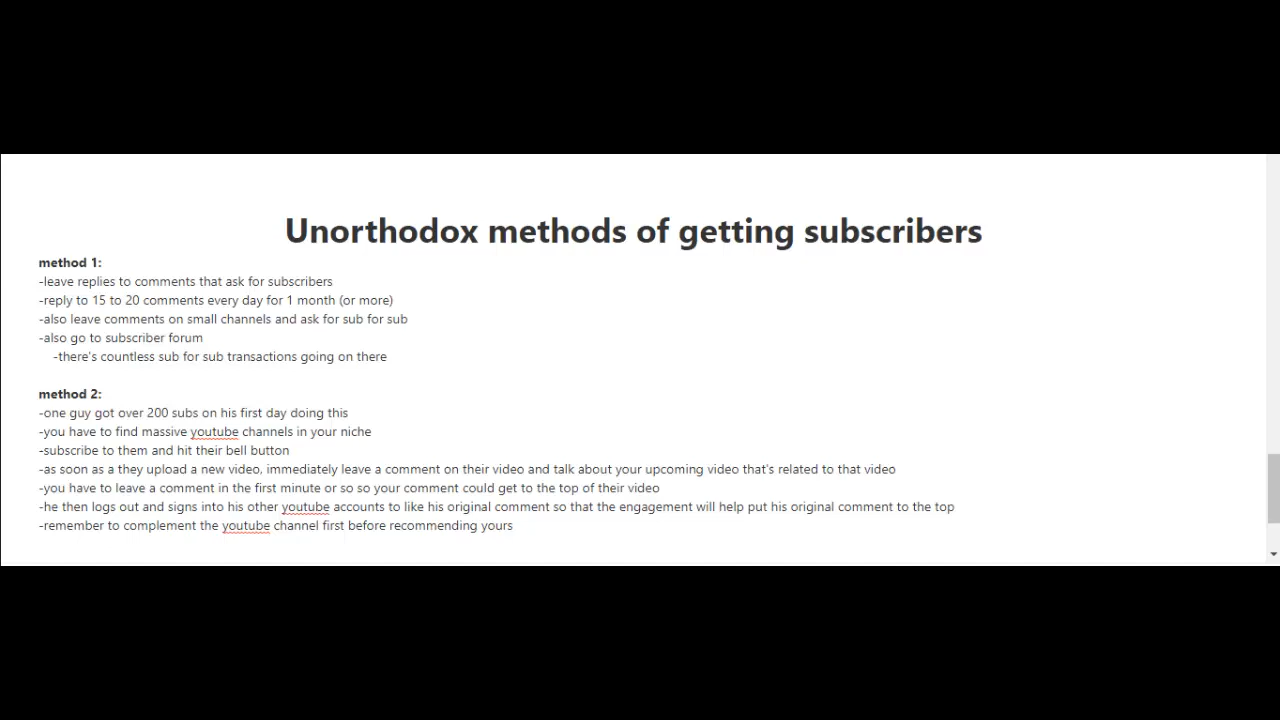 Unorthodox methods of getting subscribers
method 1:
-leave replies to comments that ask for subscribers
-reply to 15 to 20 comments every day for 1 month (or more)
-also leave comments on small channels and ask for sub for sub
-also go to subscriber forum
-there's countless sub for sub transactions going on there
method 2:
-one guy got over 200 subs on his first day doing this
-you have to find massive youtube channels in your niche
-subscribe to them and hit their bell button
-as soon as a they upload a new video, immediately leave a comment on their video and talk about your upcoming video that's related to that video
-you have to leave a comment in the first minute or so so your comment could get to the top of their video
-he then logs out and signs into his other youtube accounts to like his original comment so that the engagement will help put his original comment to the top
-remember to complement the youtube channel first before recommending yours